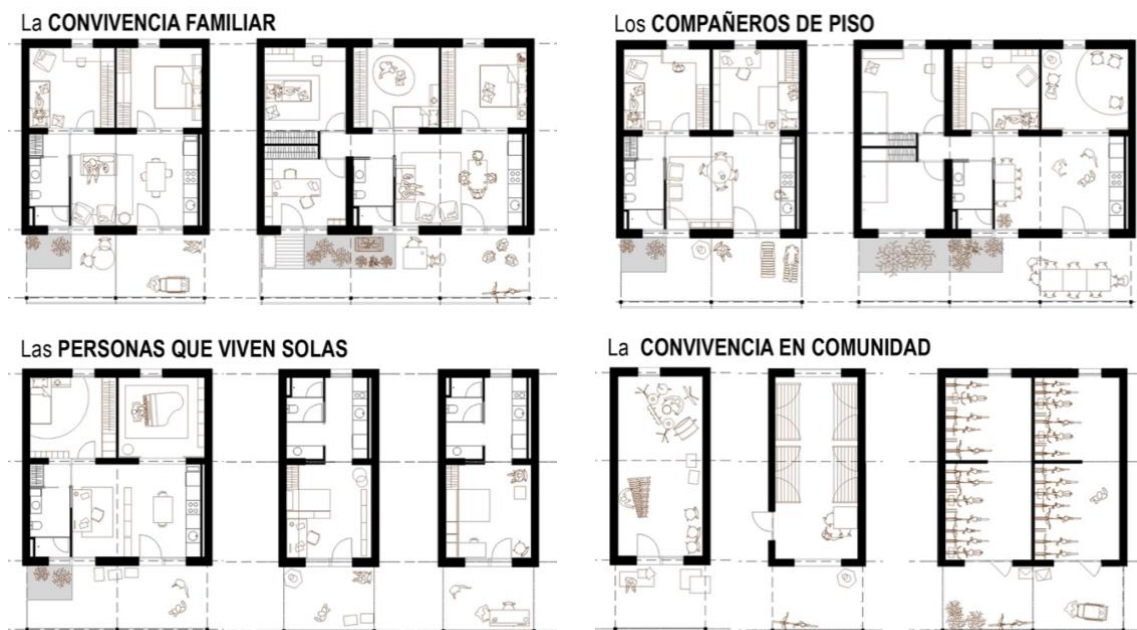 La CONVIVENCIA FAMILIAR
Los COMPAÑEROS DE PISO
Las PERSONAS QUE VIVEN SOLAS
La CONVIVENCIA EN COMUNIDAD